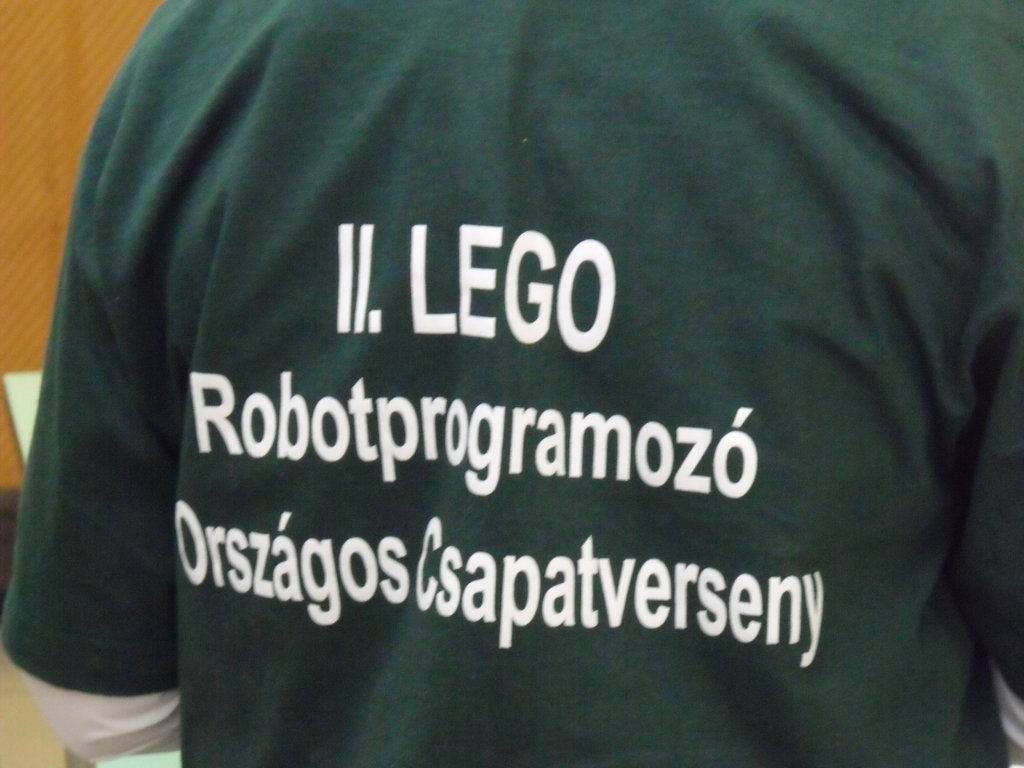 II. LEGO
Robotprogramozó
Országos Csapatverseny